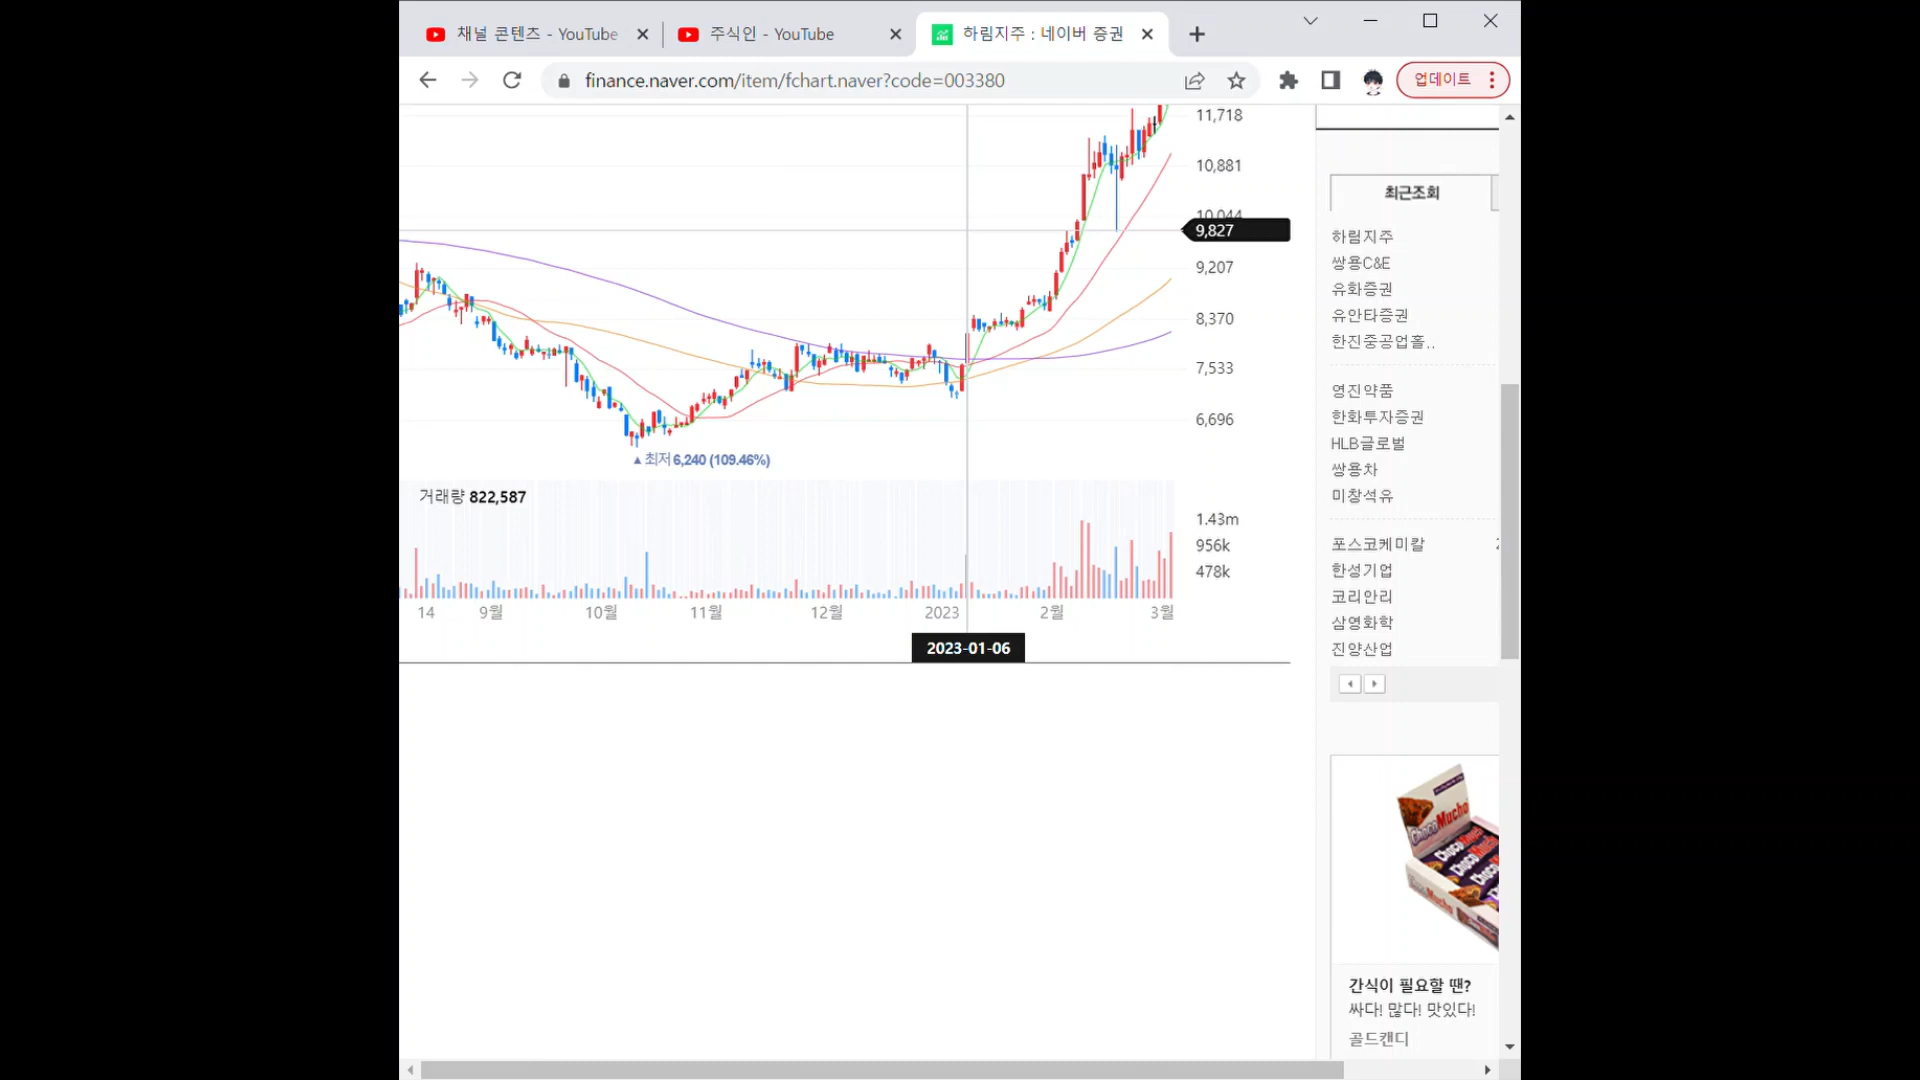 채널 콘텐츠 - YouTube
주식인 - YouTube
하림지주 : 네이버 증권
finance.naver.com/item/fchart.naver?code=003380
업데이트
11,718
10,881
10,044
9,827
9,207
8,370
7,533
6,696
▲최저 6,240 (109.46%)
거래량 822,587
1.43m
956k
478k
14 9월 10월 11월 12월 2023 2월 3월
2023-01-06
최근조회
하림지주
쌍용C&E
유화증권
유안타증권
한진중공업홀..
영진약품
한화투자증권
HLB글로벌
쌍용차
미창석유
포스코케미칼
한성기업
코리안리
삼영화학
진양산업
ChocoMucho
간식이 필요할 땐?
싸다! 많다! 맛있다!
골드캔디